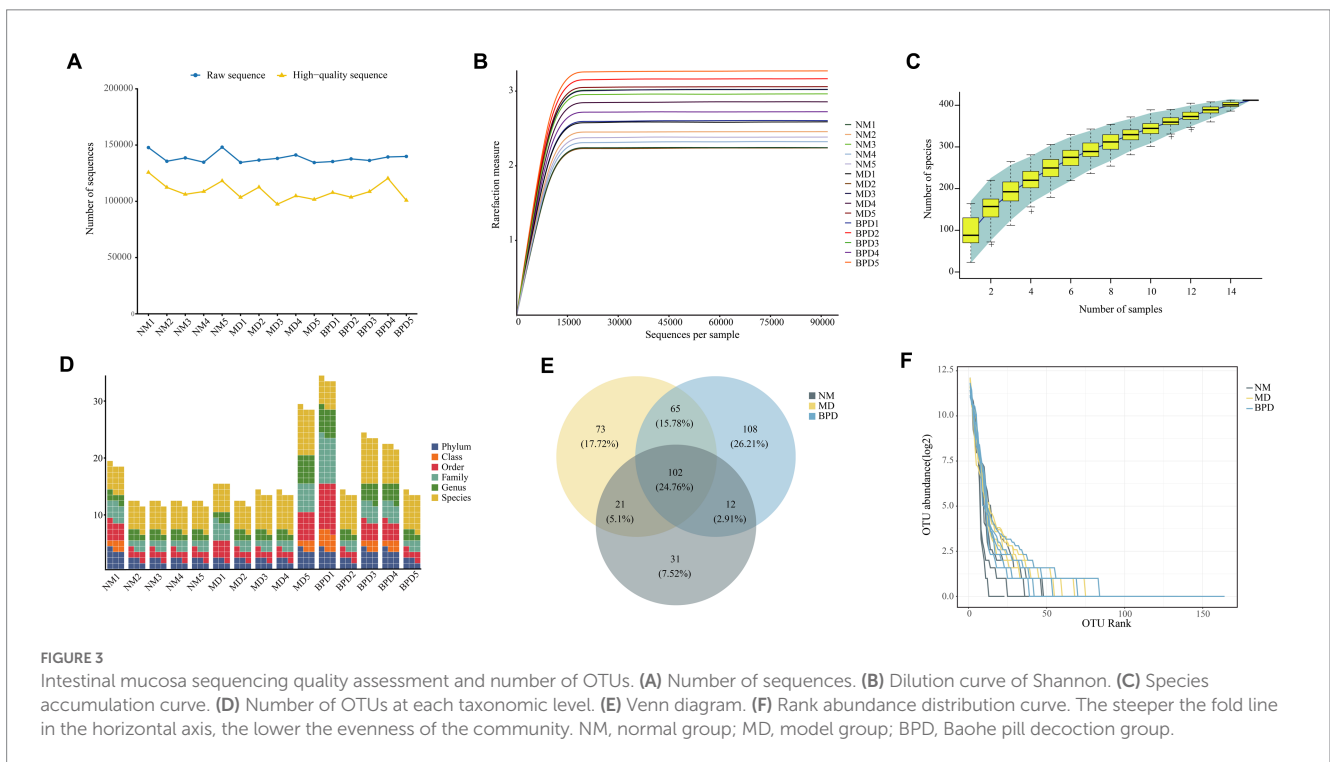 A
Raw sequence
High-quality sequence
Number of sequences
200000
150000
100000
50000
0
NM1
NM2
NM3
NM4
NM5
MD1
MD2
MD3
MD4
MD5
BPD1
BPD2
BPD3
BPD4
BPD5
B
Rarefaction measure
3
2
1
0
15000
30000
45000
60000
75000
90000
Sequences per sample
NM1
NM2
NM3
NM4
NM5
MD1
MD2
MD3
MD4
MD5
BPD1
BPD2
BPD3
BPD4
BPD5
C
Number of species
400
300
200
100
0
2
4
6
8
10
12
14
Number of samples
D
30
20
10
NM1
NM2
NM3
NM4
NM5
MD1
MD2
MD3
MD4
MD5
BPD1
BPD2
BPD3
BPD4
BPD5
Phylum
Class
Order
Family
Genus
Species
E
73
(17.72%)
65
(15.78%)
108
(26.21%)
102
(24.76%)
21
(5.1%)
12
(2.91%)
31
(7.52%)
NM
MD
BPD
F
OTU abundance(log2)
12.5
10.0
7.5
5.0
2.5
0.0
0
50
100
150
OTU Rank
NM
MD
BPD
FIGURE 3
Intestinal mucosa sequencing quality assessment and number of OTUs. (A) Number of sequences. (B) Dilution curve of Shannon. (C) Species
accumulation curve. (D) Number of OTUs at each taxonomic level. (E) Venn diagram. (F) Rank abundance distribution curve. The steeper the fold line
in the horizontal axis, the lower the evenness of the community. NM, normal group; MD, model group; BPD, Baohe pill decoction group.